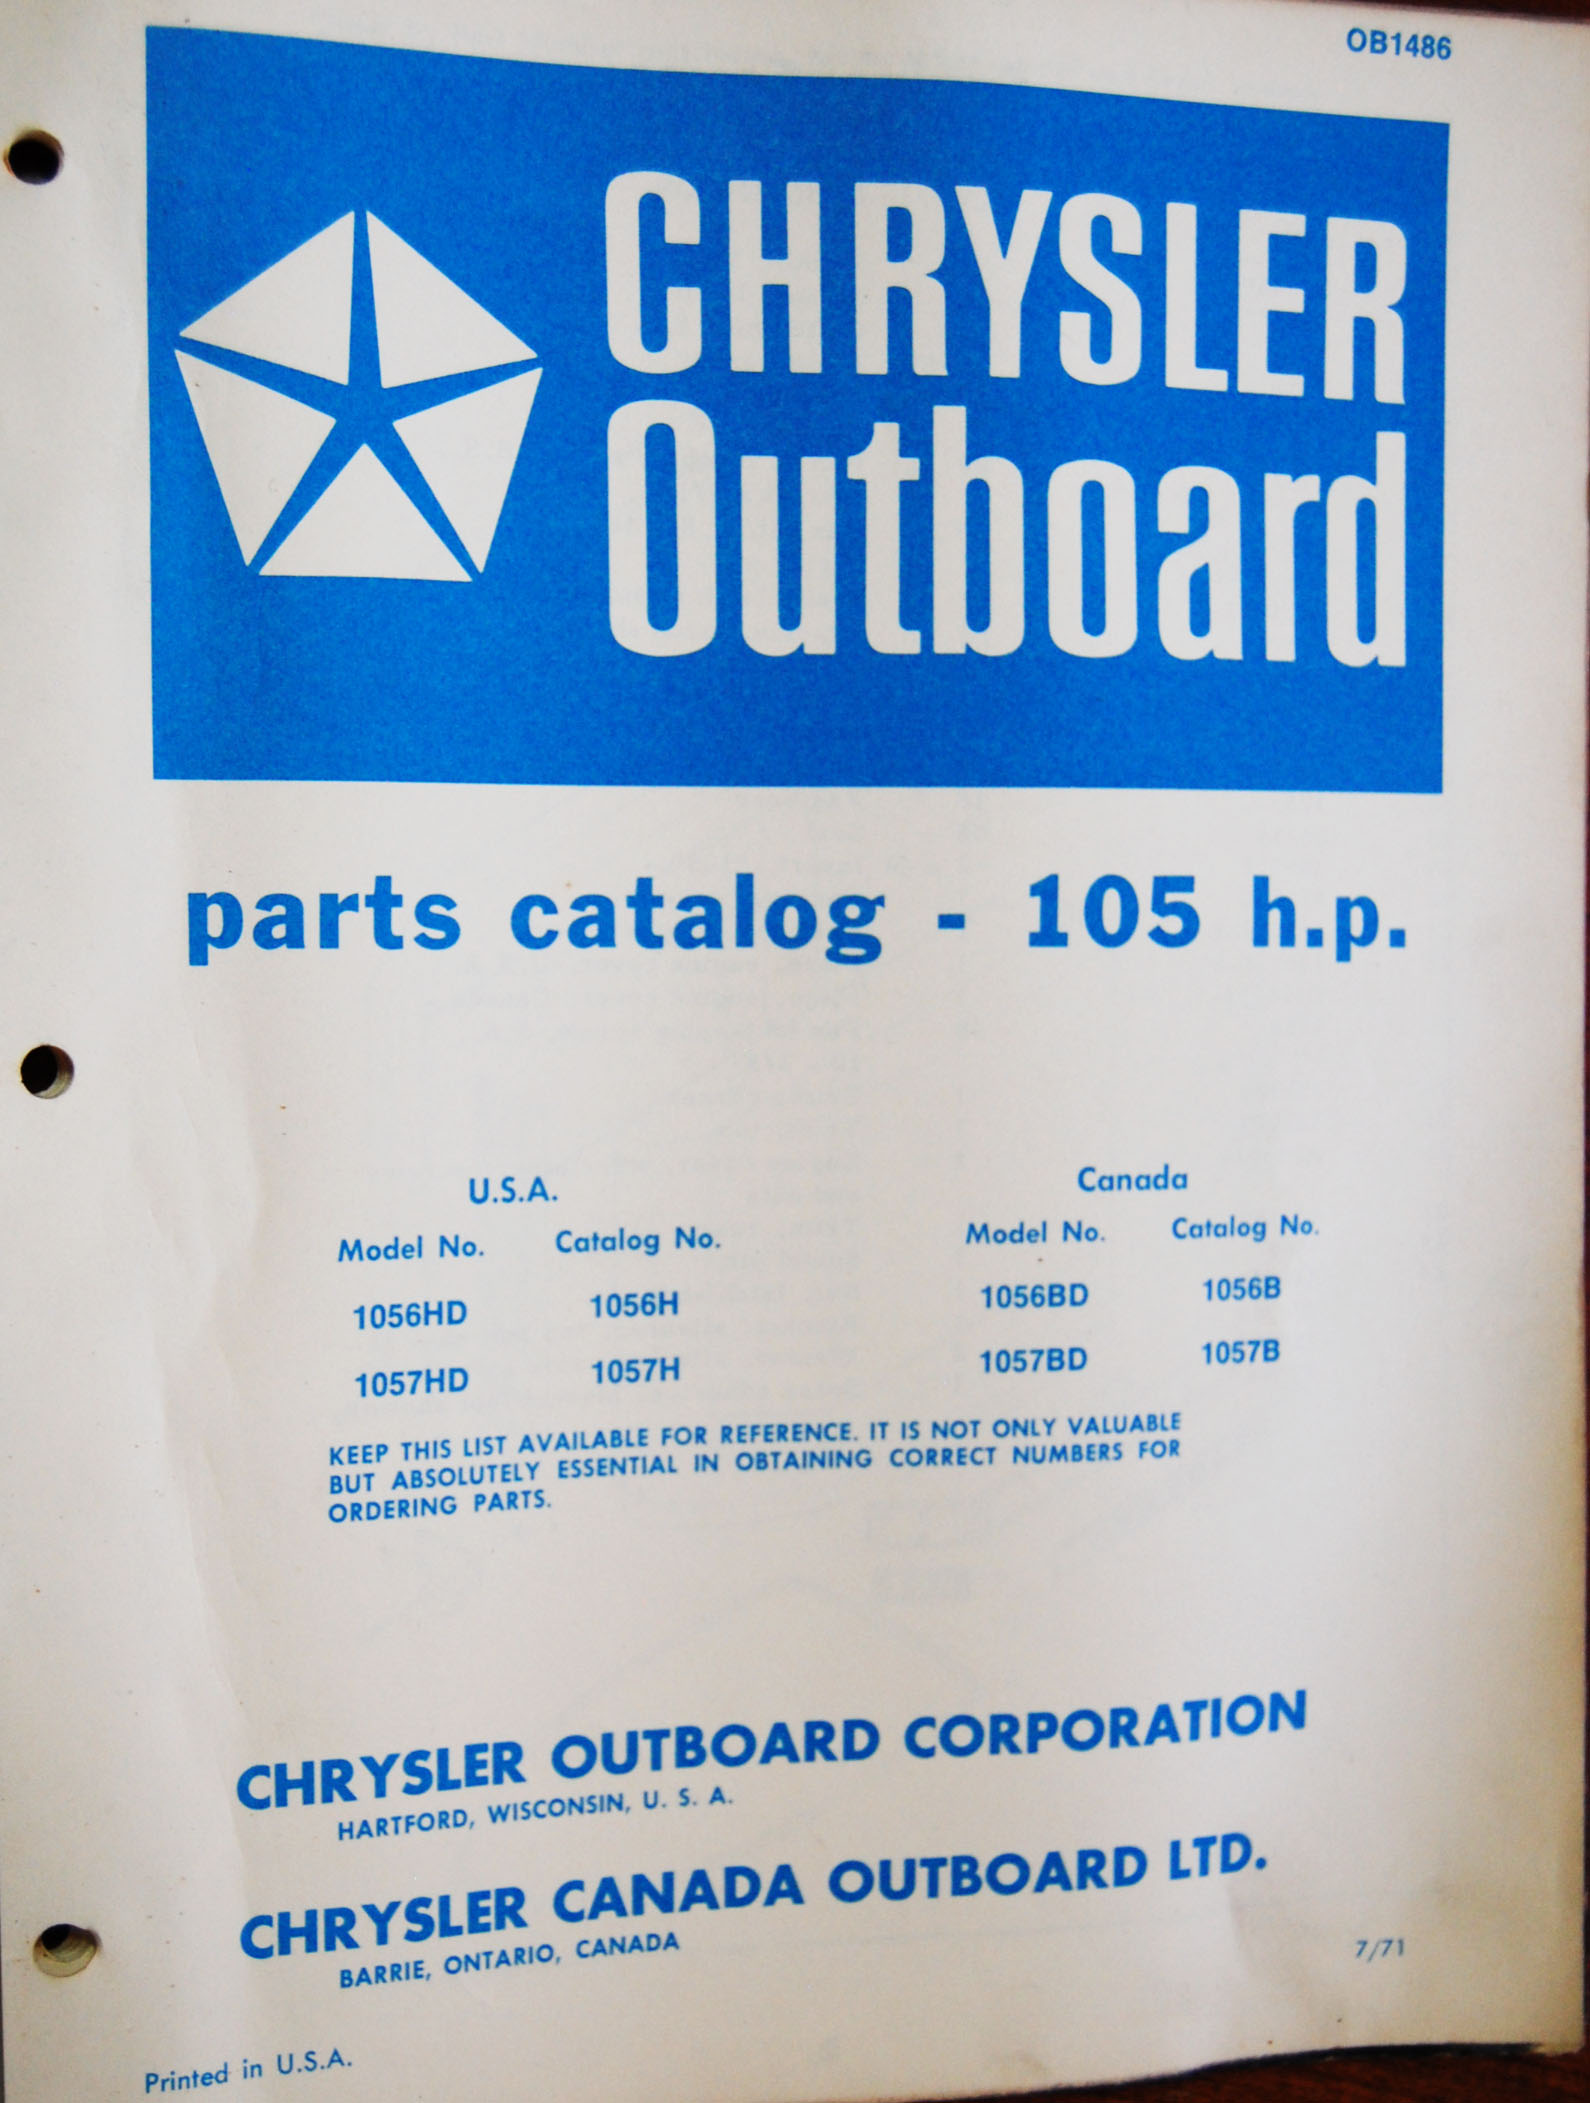 OB1486
CHRYSLER
Outboard
parts catalog - 105 h.p.
U.S.A.
Model No. Catalog No.
1056HD 1056H
1057HD 1057H
Canada
Model No. Catalog No.
1056BD 1056B
1057BD 1057B
KEEP THIS LIST AVAILABLE FOR REFERENCE. IT IS NOT ONLY VALUABLE
BUT ABSOLUTELY ESSENTIAL IN OBTAINING CORRECT NUMBERS FOR
ORDERING PARTS.
CHRYSLER OUTBOARD CORPORATION
HARTFORD, WISCONSIN, U. S. A.
CHRYSLER CANADA OUTBOARD LTD.
BARRIE, ONTARIO, CANADA
7/71
Printed in U.S.A.